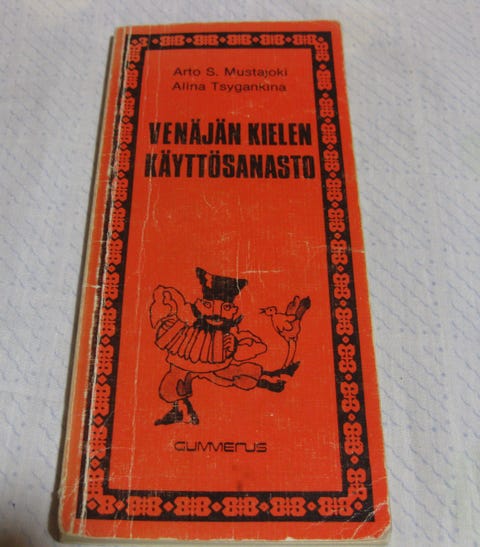 Arto S. Mustajoki
Alina Tsygankina
VENÄJÄN KIELEN
KÄYTTÖSANASTO
GUMMERUS